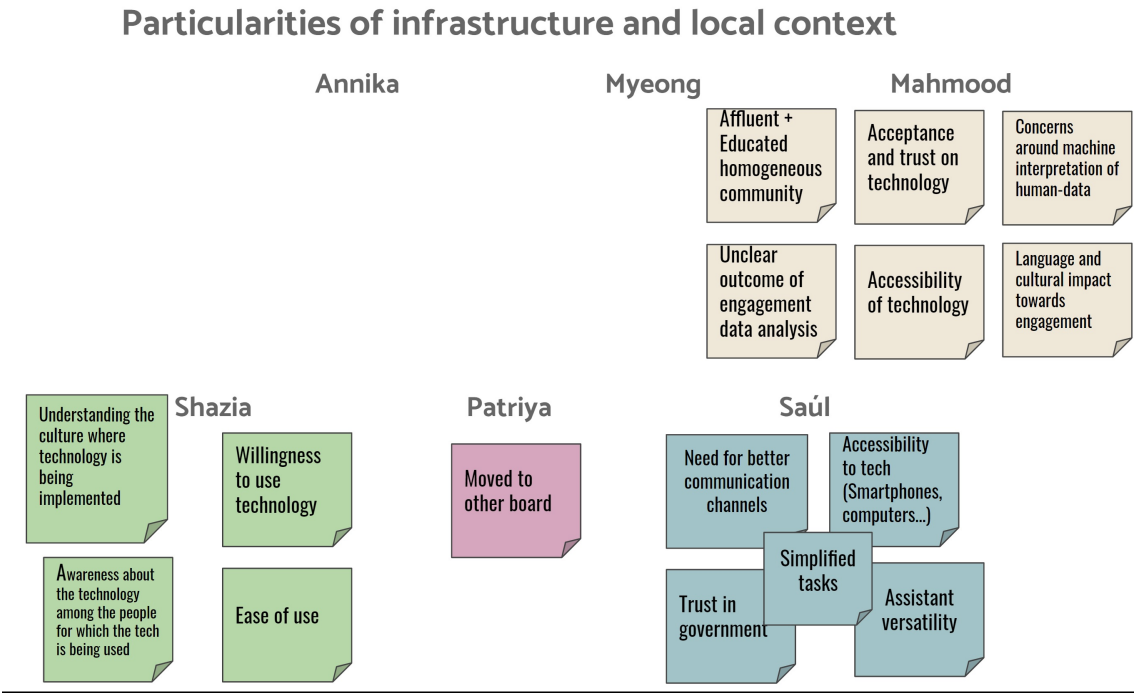 Particularities of infrastructure and local context
Annika
Myeong
Mahmood
Affluent +
Educated
homogeneous
community
Acceptance
and trust on
technology
Concerns
around machine
interpretation of
human-data
Unclear
outcome of
engagement
data analysis
Accessibility
of technology
Language and
cultural impact
towards
engagement
Shazia
Patriya
Saúl
Understanding the
culture where
technology is
being
implemented
Willingness
to use
technology
Awareness about
the technology
among the people
for which the tech
is being used
Ease of use
Moved to
other board
Need for better
communication
channels
Accessibility
to tech
(Smartphones,
computers...)
Simplified
tasks
Trust in
government
Assistant
versatility